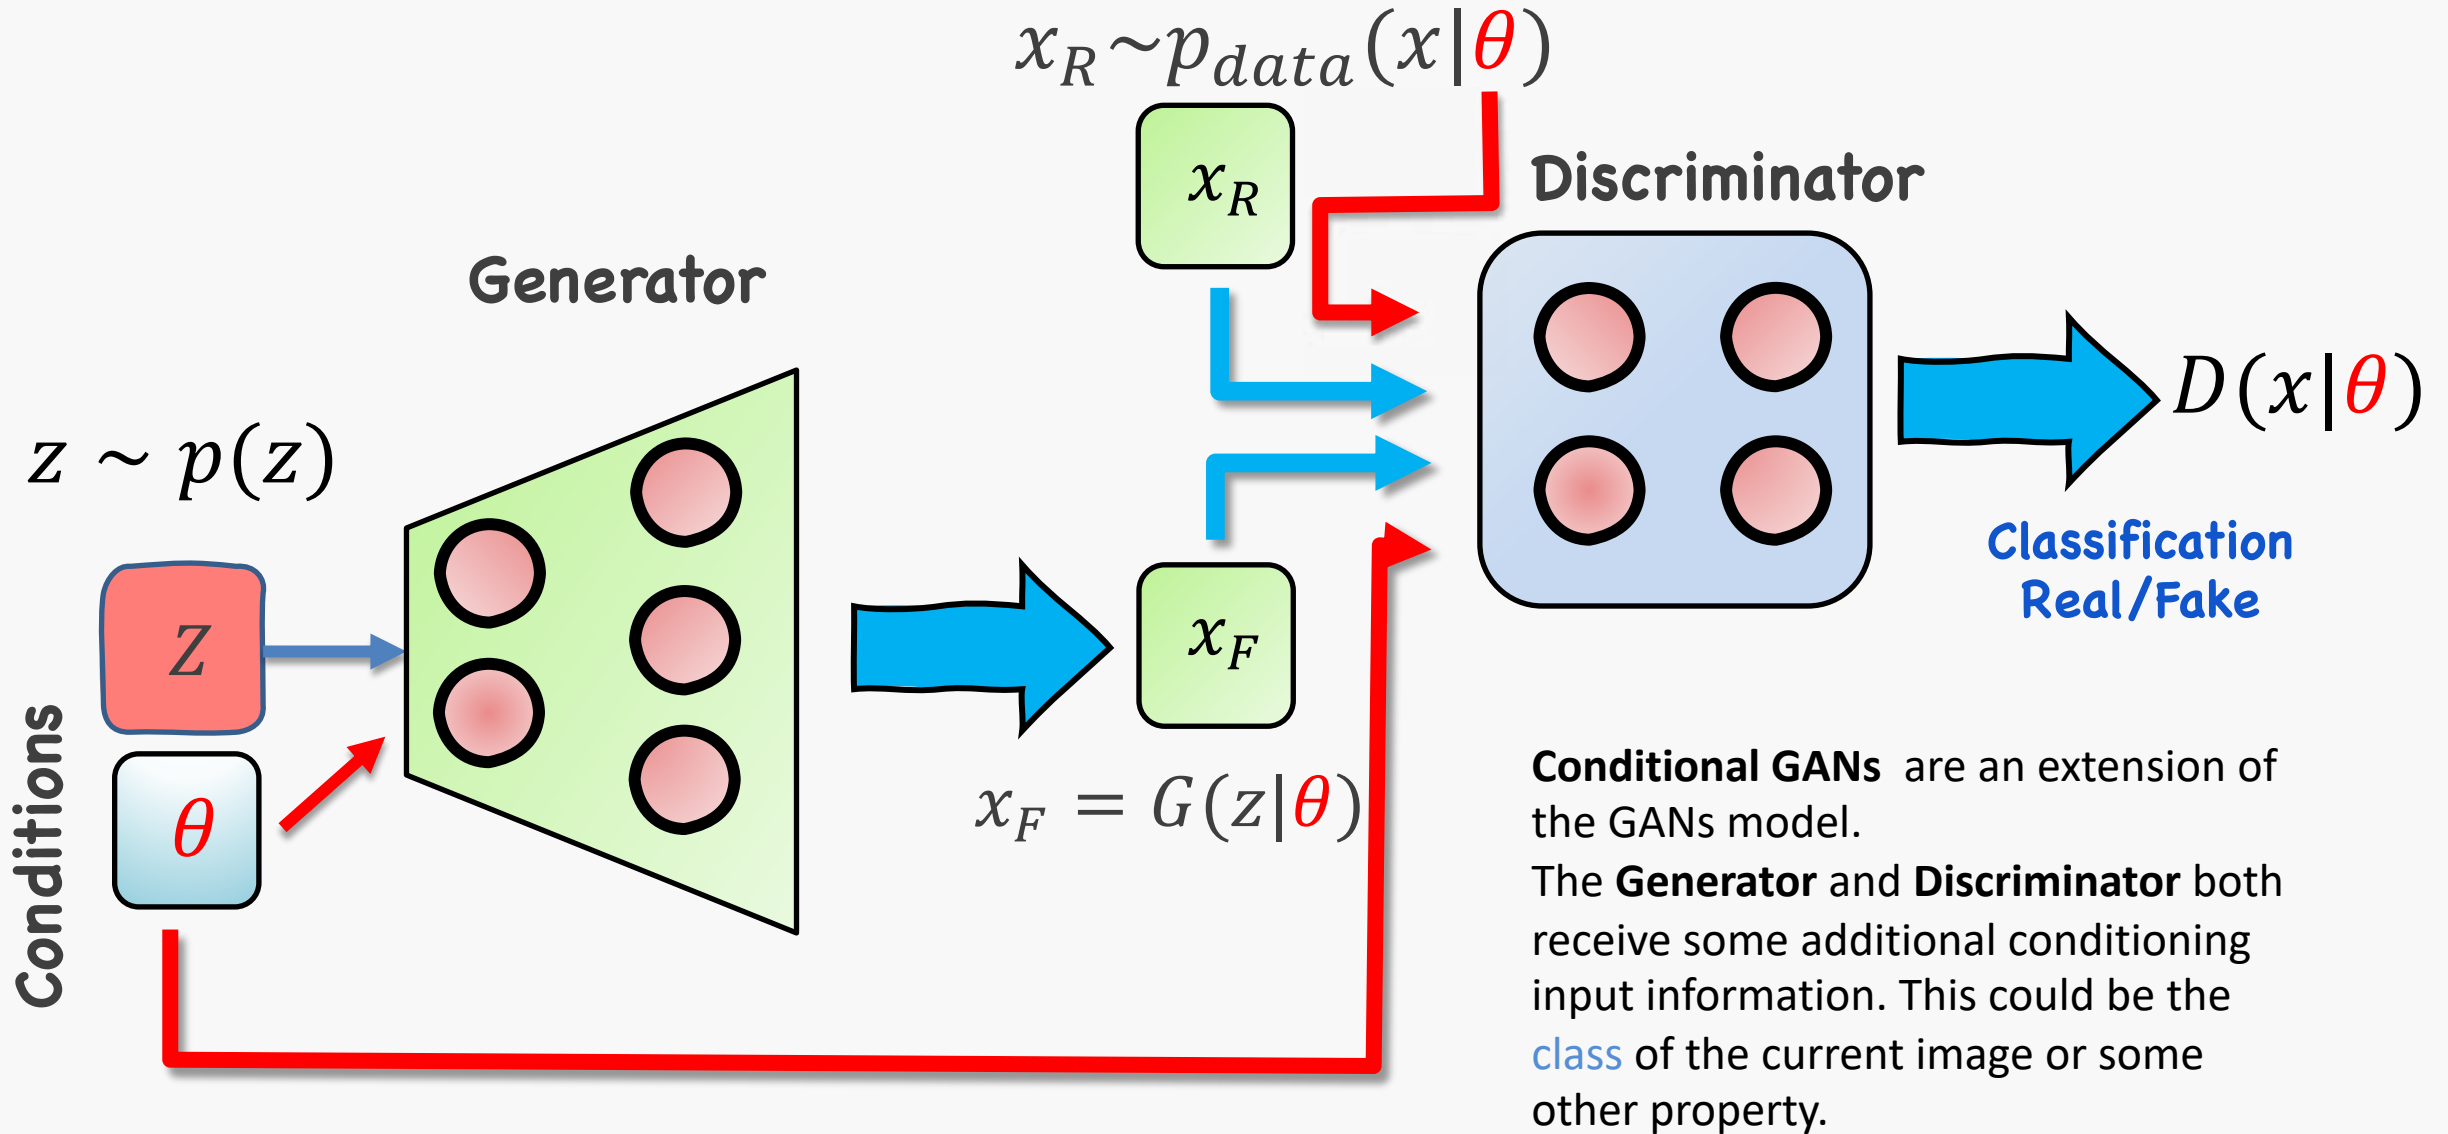 x_R~p_data(x|θ)
x_R
Discriminator
Generator
D(x|θ)
z ~ p(z)
Classification
Real/Fake
Z
x_F
Conditions
θ
x_F = G(z|θ)
Conditional GANs are an extension of
the GANs model.
The Generator and Discriminator both
receive some additional conditioning
input information. This could be the
class of the current image or some
other property.